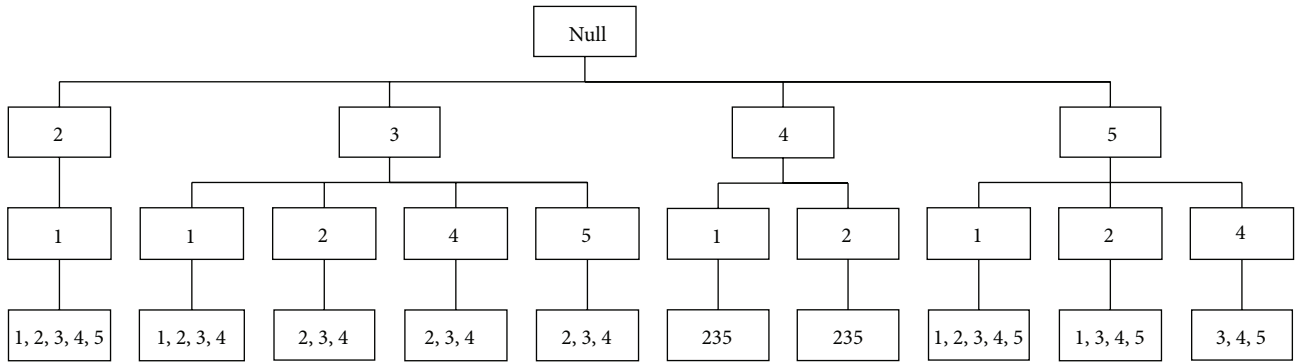 Null
2 3 4 5
1 1 2 4 5 1 2 1 2 4
1, 2, 3, 4, 5 1, 2, 3, 4 2, 3, 4 2, 3, 4 2, 3, 4 235 235 1, 2, 3, 4, 5 1, 3, 4, 5 3, 4, 5